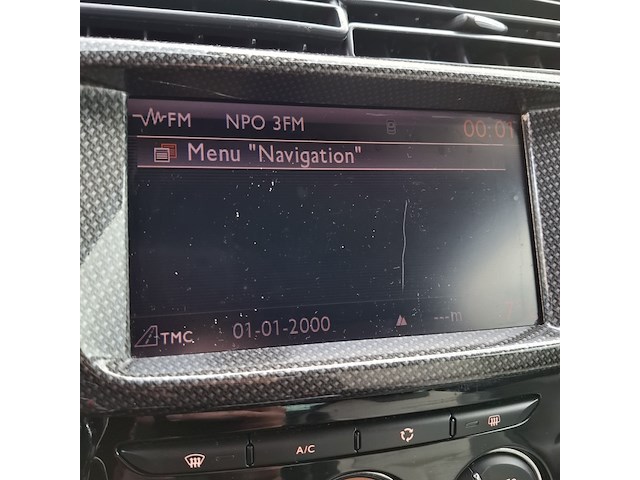 FM NPO 3FM 00:01
Menu "Navigation"
TMC 01-01-2000 ---m
A/C